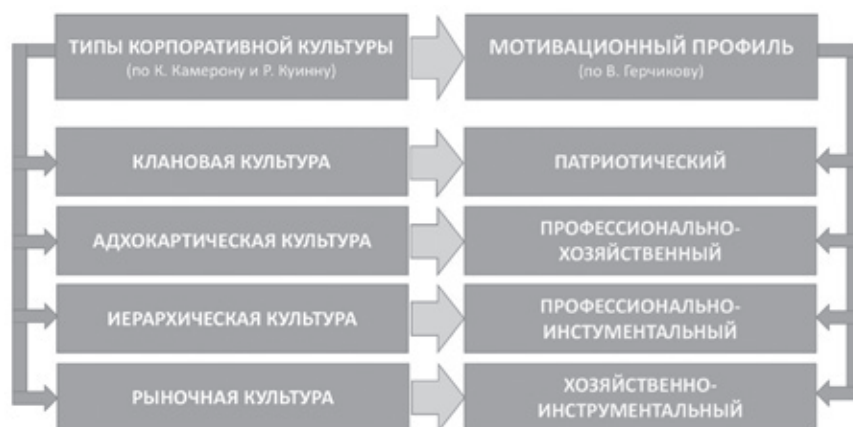 ТИПЫ КОРПОРАТИВНОЙ КУЛЬТУРЫ
(по К. Камерону и Р. Куинну)
МОТИВАЦИОННЫЙ ПРОФИЛЬ
(по В. Герчикову)
КЛАНОВАЯ КУЛЬТУРА
ПАТРИОТИЧЕСКИЙ
АДХОКАРТИЧЕСКАЯ КУЛЬТУРА
ПРОФЕССИОНАЛЬНО-
ХОЗЯЙСТВЕННЫЙ
ИЕРАРХИЧЕСКАЯ КУЛЬТУРА
ПРОФЕССИОНАЛЬНО-
ИНСТУМЕНТАЛЬНЫЙ
РЫНОЧНАЯ КУЛЬТУРА
ХОЗЯЙСТВЕННО-
ИНСТРУМЕНТАЛЬНЫЙ